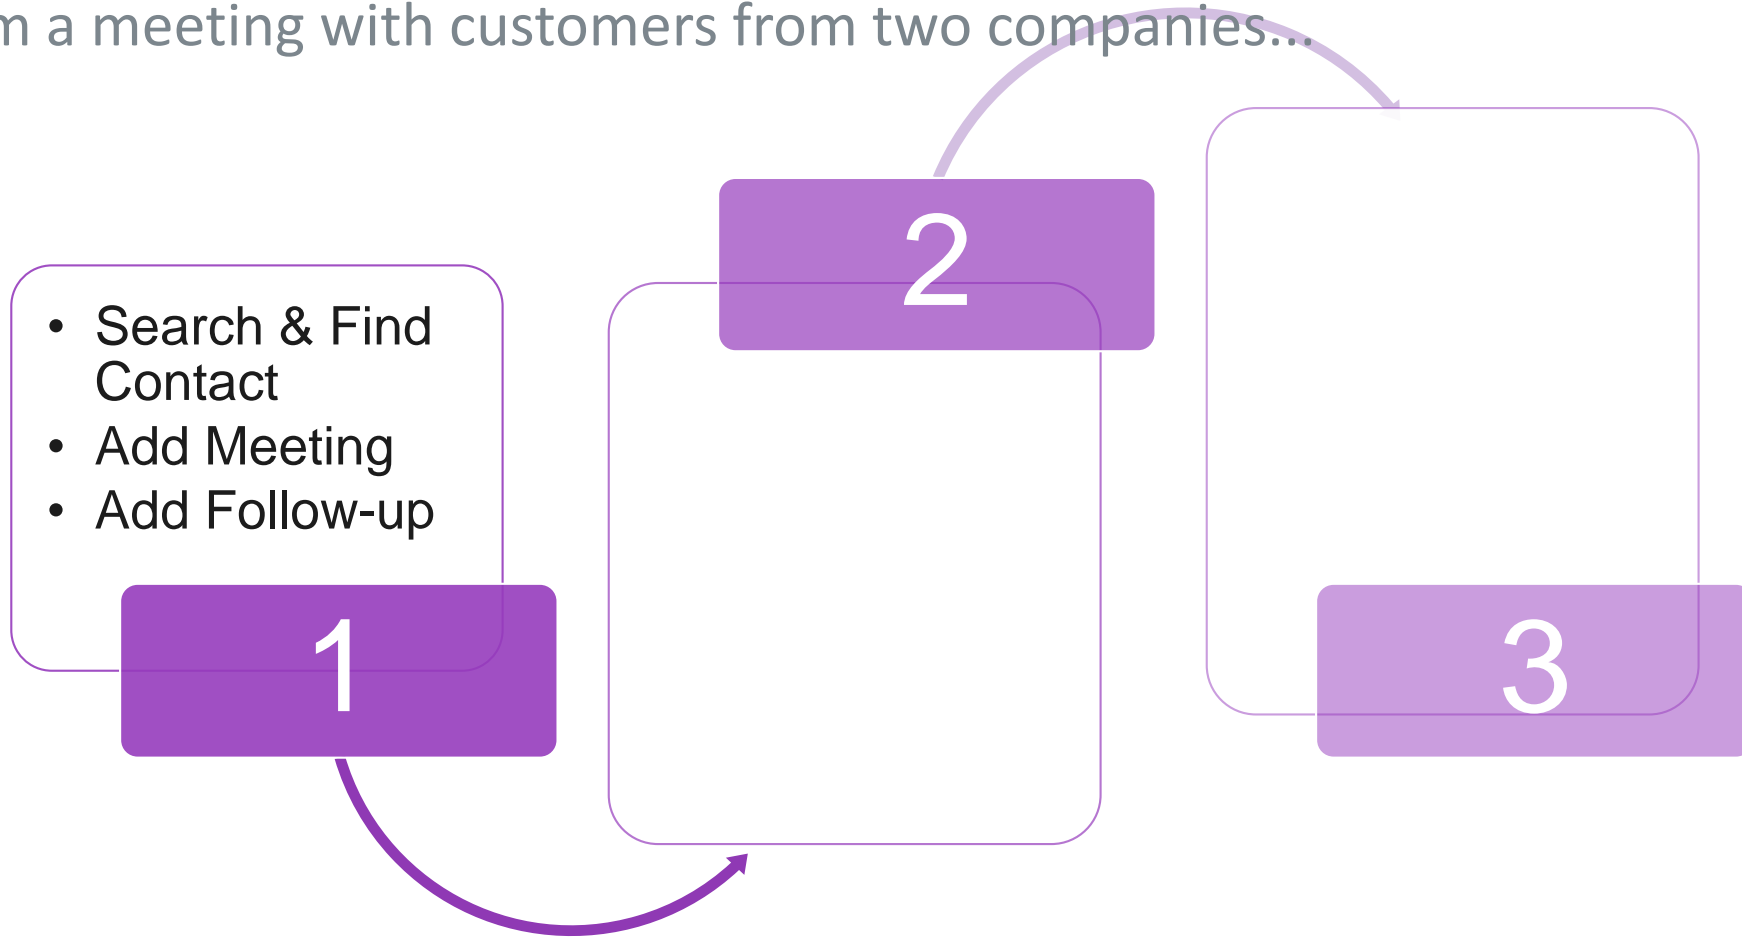 a meeting with customers from two companies...
2
• Search & Find
Contact
• Add Meeting
• Add Follow-up
1
3